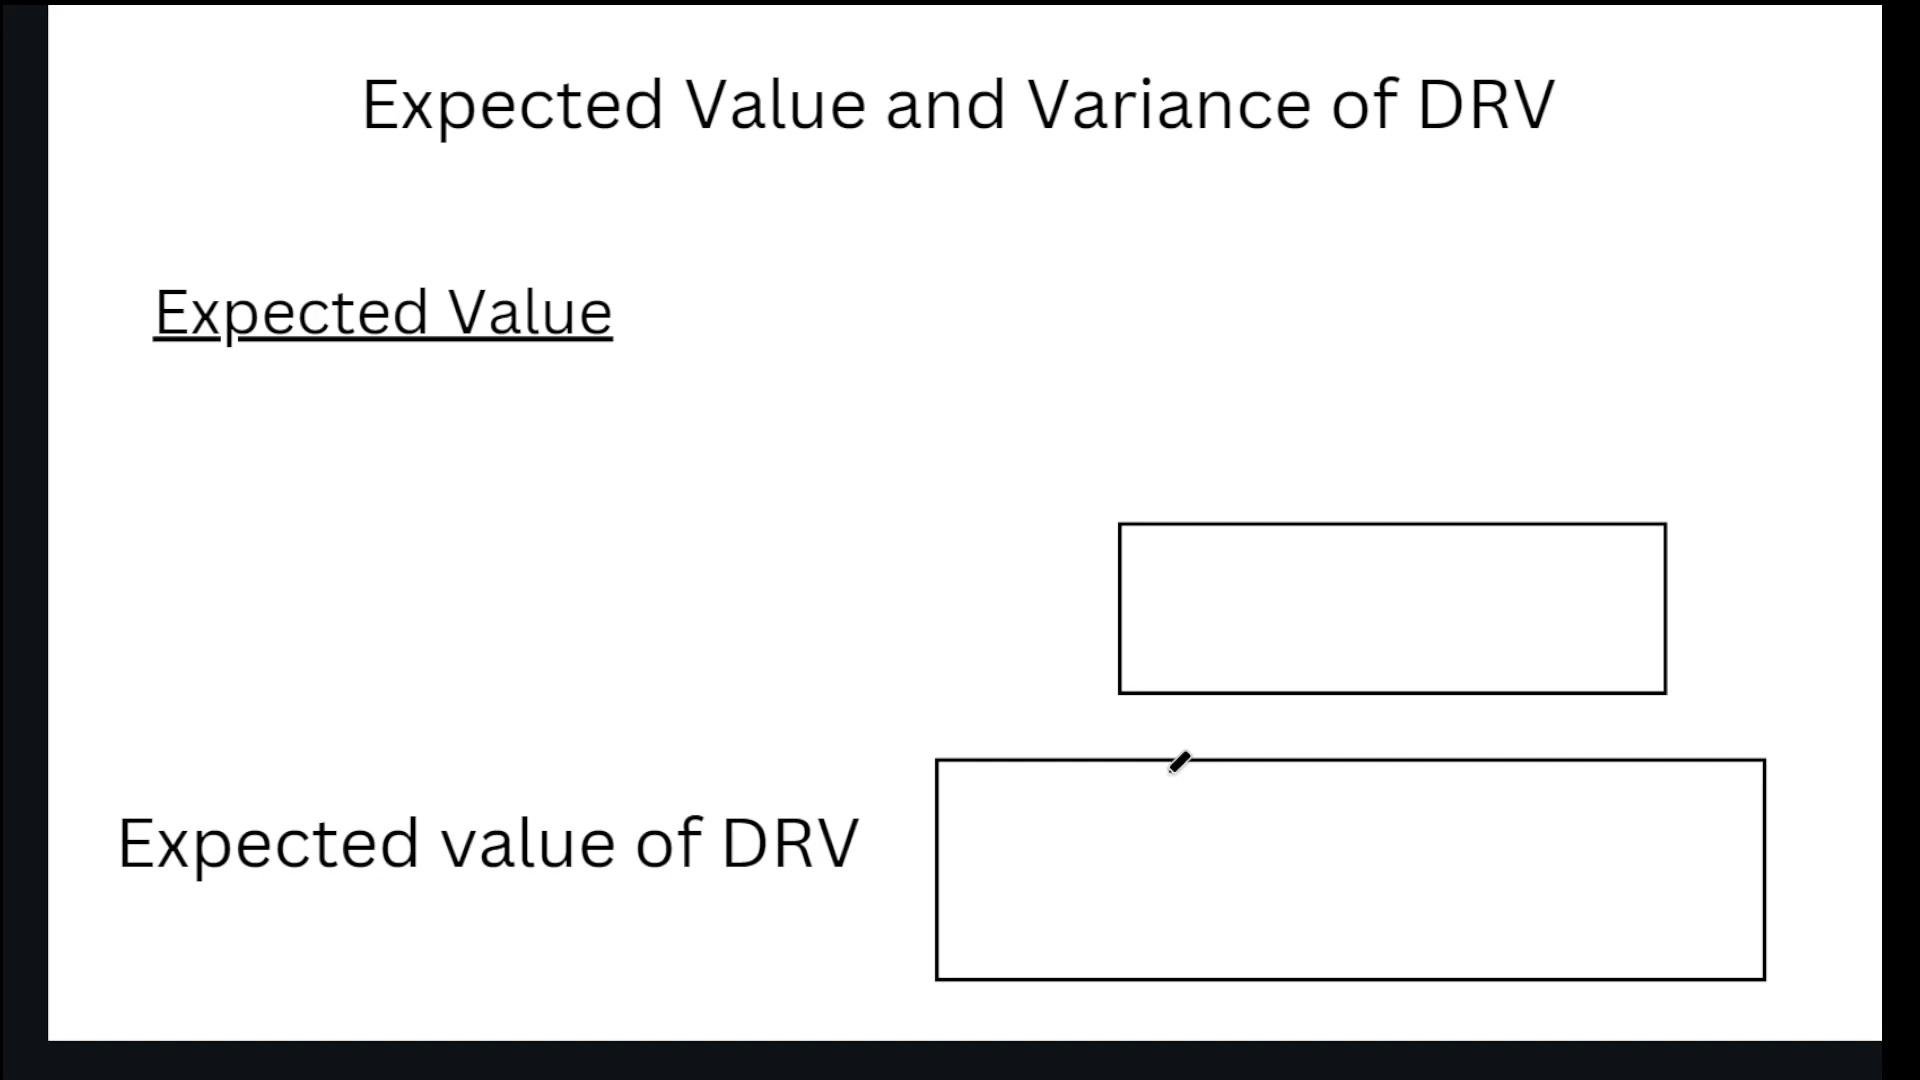 Expected Value and Variance of DRV
Expected Value
Expected value of DRV